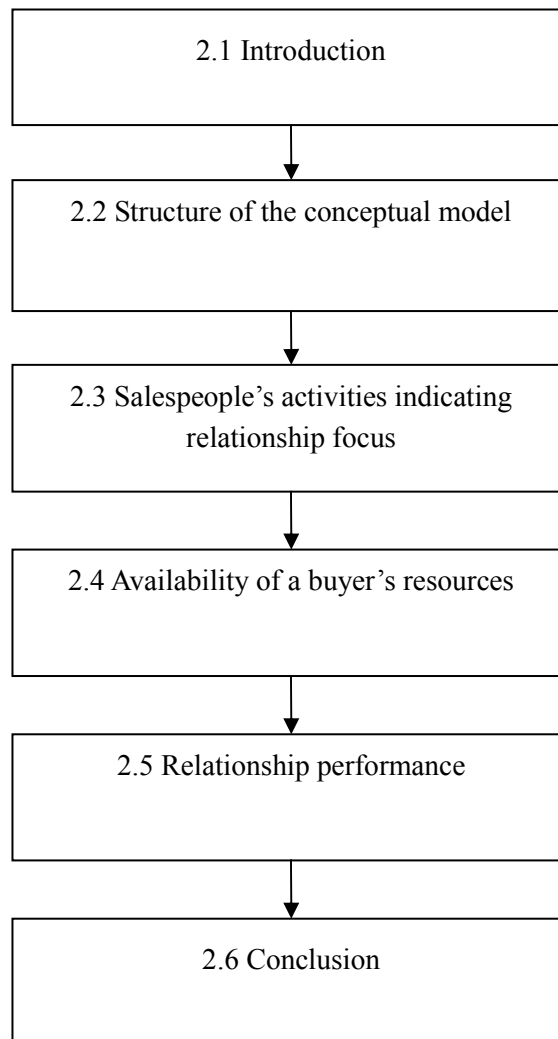 2.1 Introduction
2.2 Structure of the conceptual model
2.3 Salespeople’s activities indicating
relationship focus
2.4 Availability of a buyer’s resources
2.5 Relationship performance
2.6 Conclusion